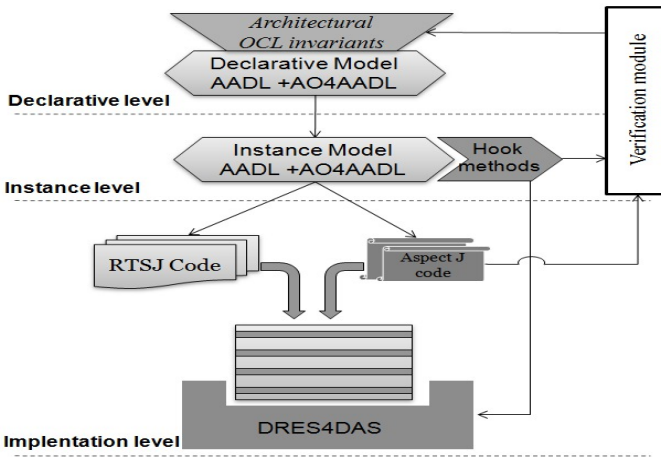 Architectural
OCL invariants
Declarative Model
AADL +AO4AADL
Declarative level
Verification module
Instance Model
AADL +AO4AADL
Hook
methods
Instance level
RTSJ Code
Aspect J
code
DRES4DAS
Implentation level